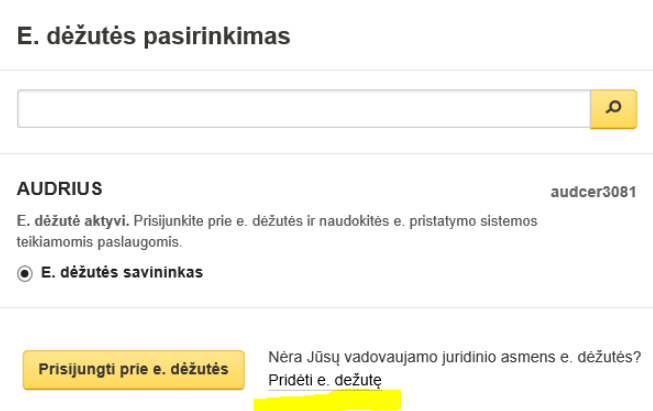 E. dėžutės pasirinkimas
AUDRIUS
audcer3081
E. dėžutė aktyvi. Prisijunkite prie e. dėžutės ir naudokitės e. pristatymo sistemos
teikiamomis paslaugomis.
E. dėžutės savininkas
Prisijungti prie e. dėžutės
Nėra Jūsų vadovaujamo juridinio asmens e. dėžutės?
Pridėti e. dežutę